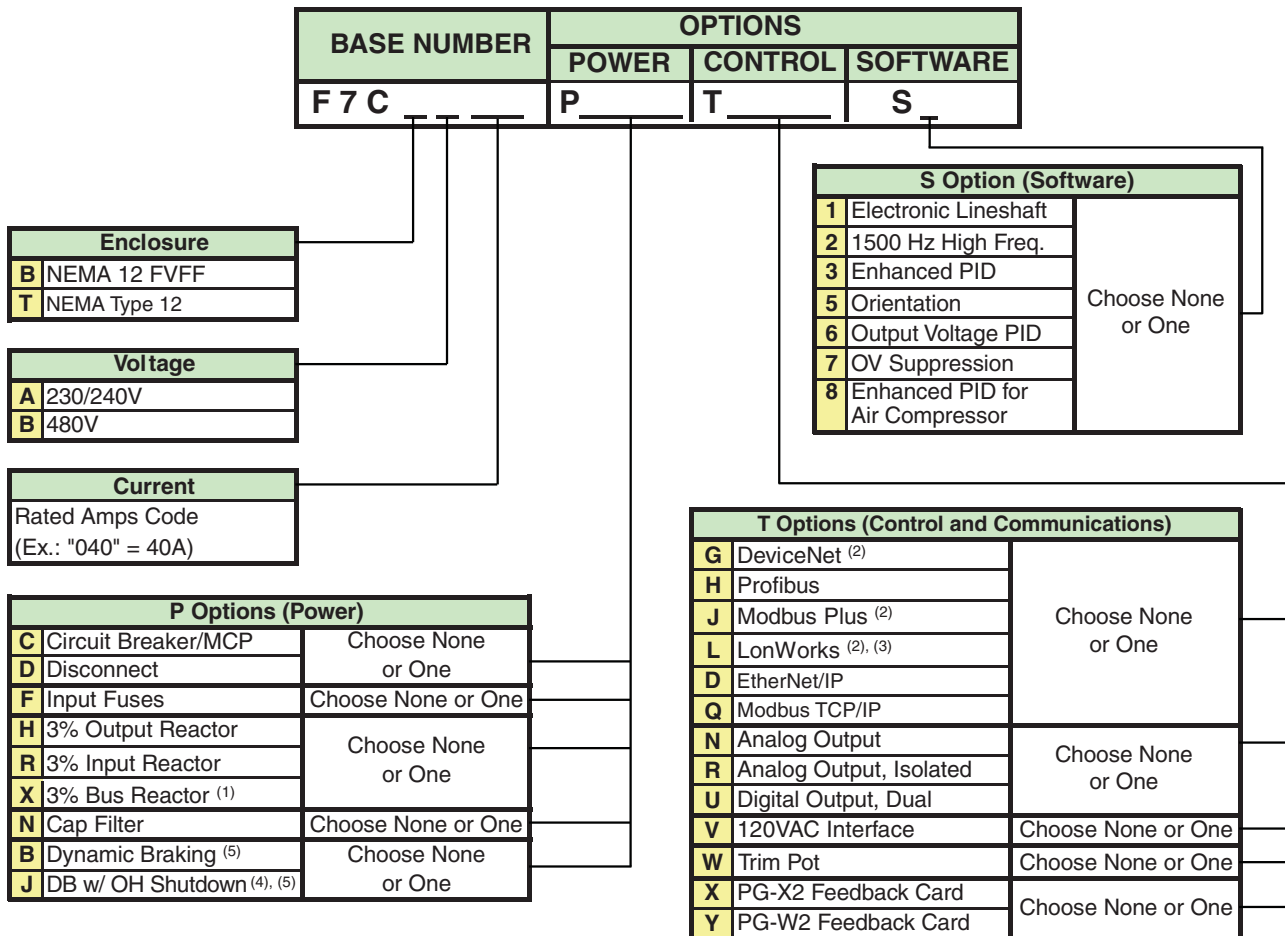 BASE NUMBER
OPTIONS
POWER CONTROL SOFTWARE
F 7 C _ _ ___ P______ T ______ S _
S Option (Software)
1 Electronic Lineshaft
2 1500 Hz High Freq.
3 Enhanced PID
5 Orientation
6 Output Voltage PID
7 OV Suppression
8 Enhanced PID for
Air Compressor
Choose None
or One
Enclosure
B NEMA 12 FVFF
T NEMA Type 12
Voltage
A 230/240V
B 480V
Current
Rated Amps Code
(Ex.: "040" = 40A)
P Options (Power)
C Circuit Breaker/MCP
D Disconnect
Choose None
or One
F Input Fuses Choose None or One
H 3% Output Reactor
R 3% Input Reactor
X 3% Bus Reactor (1)
Choose None
or One
N Cap Filter Choose None or One
B Dynamic Braking (5)
J DB w/ OH Shutdown (4), (5)
Choose None
or One
T Options (Control and Communications)
G DeviceNet (2)
H Profibus
J Modbus Plus (2)
L LonWorks (2), (3)
D EtherNet/IP
Q Modbus TCP/IP
Choose None
or One
N Analog Output
R Analog Output, Isolated
U Digital Output, Dual
Choose None
or One
V 120VAC Interface Choose None or One
W Trim Pot Choose None or One
X PG-X2 Feedback Card
Y PG-W2 Feedback Card
Choose None or One